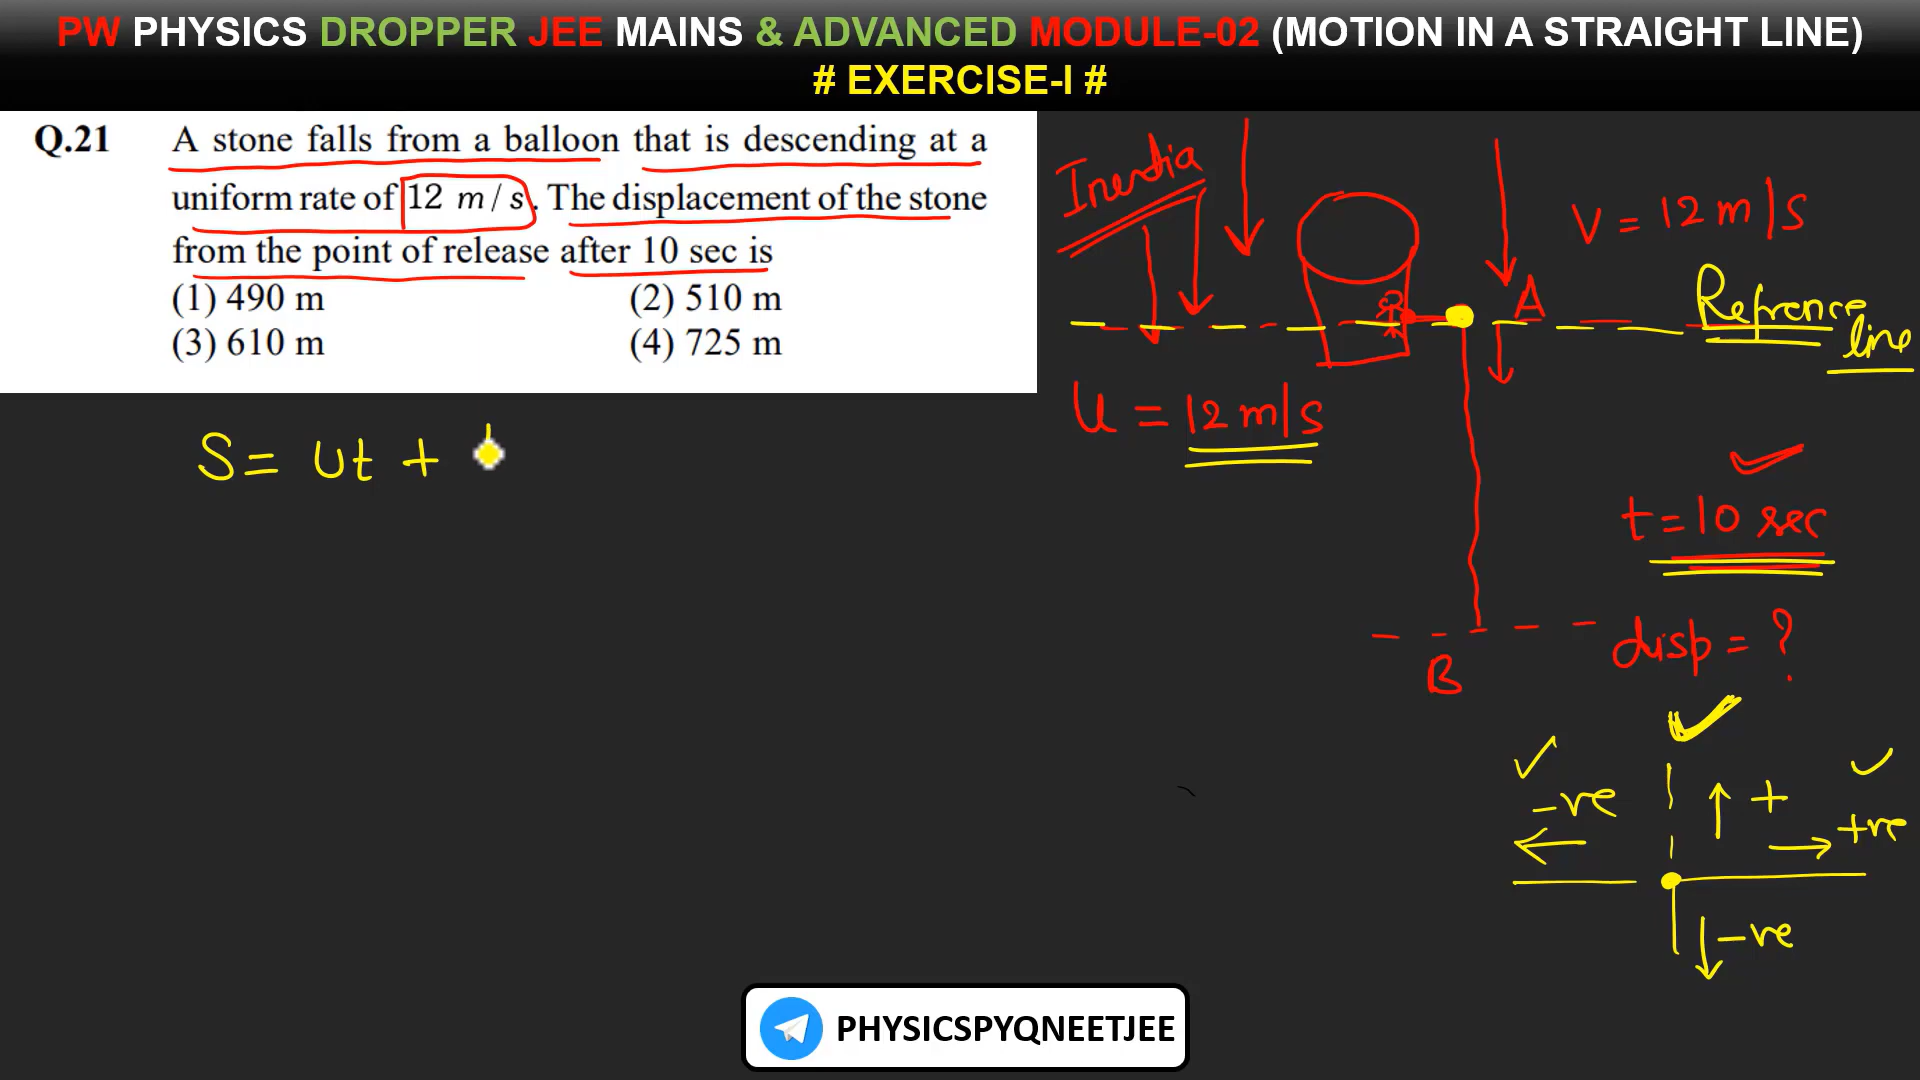 PW PHYSICS DROPPER JEE MAINS & ADVANCED MODULE-02 (MOTION IN A STRAIGHT LINE)
# EXERCISE-I #
Q.21 A stone falls from a balloon that is descending at a
uniform rate of 12 m/s. The displacement of the stone
from the point of release after 10 sec is
(1) 490 m (2) 510 m
(3) 610 m (4) 725 m
Inertia
V = 12 m/s
A
Refrence
line
u = 12 m/s
S = ut +
t = 10 sec
disp = ?
B
-ve
+
+ve
-ve
PHYSICSPYQNEETJEE